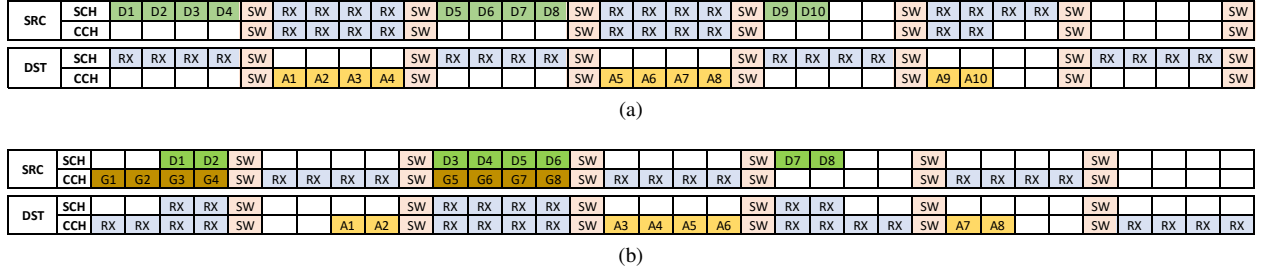 SRC
SCH D1 D2 D3 D4 SW RX RX RX RX SW D5 D6 D7 D8 SW RX RX RX RX SW D9 D10 SW RX RX RX RX SW SW
CCH SW RX RX RX RX SW SW RX RX RX RX SW SW RX RX SW SW
DST
SCH RX RX RX RX SW SW RX RX RX RX SW SW RX RX RX RX SW SW RX RX RX RX SW
CCH SW A1 A2 A3 A4 SW SW A5 A6 A7 A8 SW SW A9 A10 SW SW
(a)
SRC
SCH D1 D2 SW SW D3 D4 D5 D6 SW SW D7 D8 SW SW
CCH G1 G2 G3 G4 SW RX RX RX RX SW G5 G6 G7 G8 SW RX RX RX RX SW SW RX RX RX RX SW
DST
SCH RX RX SW SW RX RX RX RX SW SW RX RX SW SW
CCH RX RX RX RX SW A1 A2 SW RX RX RX RX SW A3 A4 A5 A6 SW RX RX RX RX SW A7 A8 SW RX RX RX RX
(b)